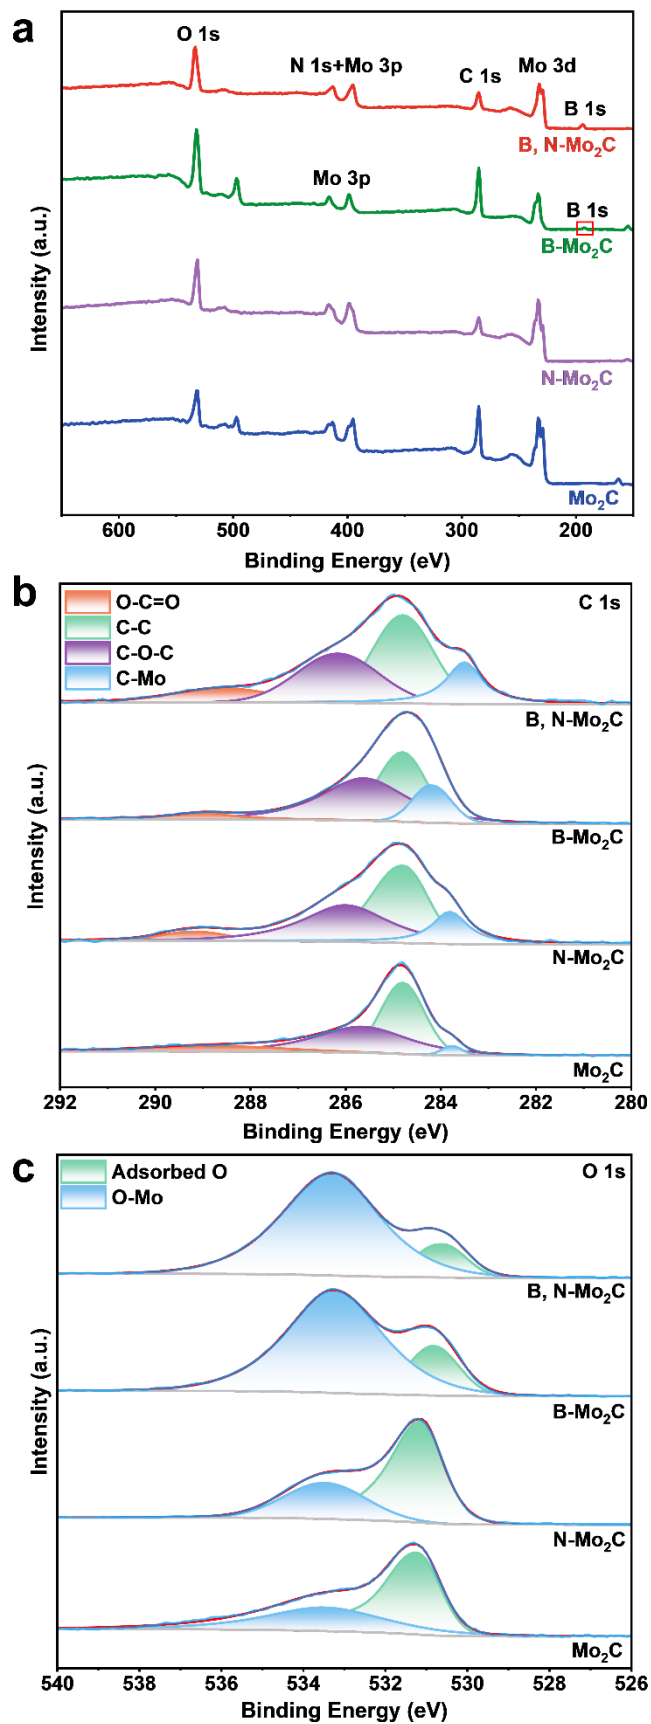 a
O 1s
N 1s+Mo 3p
C 1s
Mo 3d
B 1s
B, N-Mo₂C
Mo 3p
B 1s
B-Mo₂C
N-Mo₂C
Mo₂C
Intensity (a.u.)
600 500 400 300 200
Binding Energy (eV)
b
O-C=O
C-C
C-O-C
C-Mo
C 1s
B, N-Mo₂C
B-Mo₂C
N-Mo₂C
Mo₂C
Intensity (a.u.)
292 290 288 286 284 282 280
Binding Energy (eV)
c
Adsorbed O
O-Mo
O 1s
B, N-Mo₂C
B-Mo₂C
N-Mo₂C
Mo₂C
Intensity (a.u.)
540 538 536 534 532 530 528 526
Binding Energy (eV)